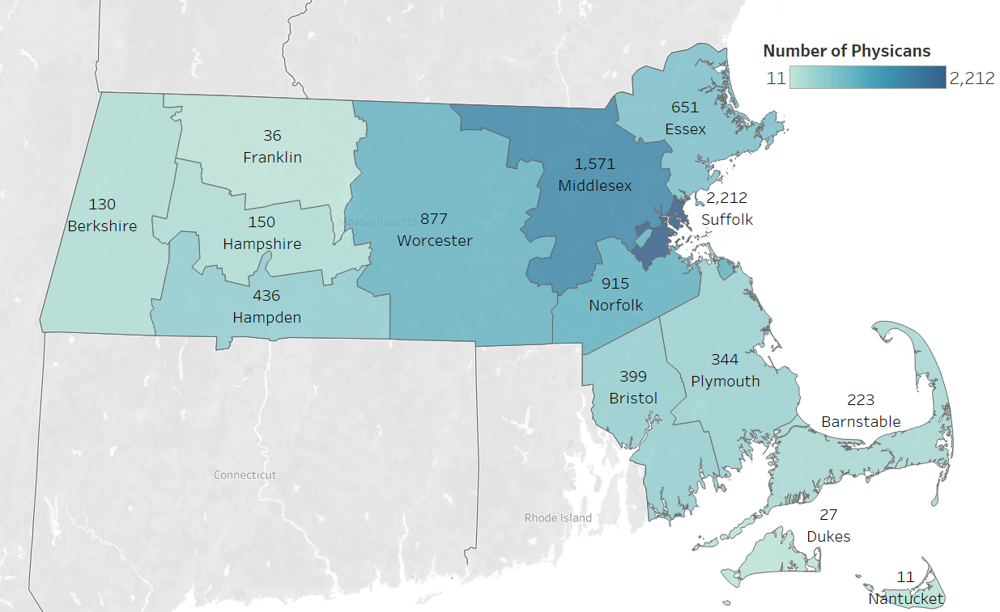 Number of Physicans
11
2,212
651
Essex
36
Franklin
1,571
Middlesex
2,212
Suffolk
130
Berkshire
150
Hampshire
Massachusetts
877
Worcester
436
Hampden
915
Norfolk
399
Bristol
344
Plymouth
223
Barnstable
Connecticut
Rhode Island
27
Dukes
11
Nantucket